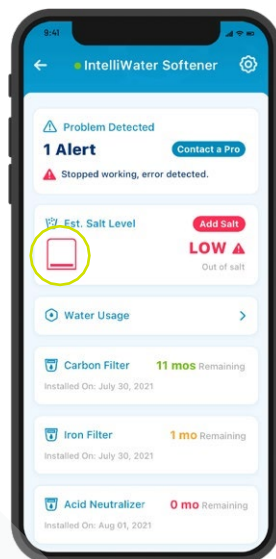 9:41
IntelliWater Softener
Problem Detected
1 Alert Contact a Pro
Stopped working, error detected.
Est. Salt Level Add Salt
LOW
Out of salt
Water Usage
Carbon Filter 11 mos Remaining
Installed On: July 30, 2021
Iron Filter 1 mo Remaining
Installed On: July 30, 2021
Acid Neutralizer 0 mo Remaining
Installed On: Aug 01, 2021